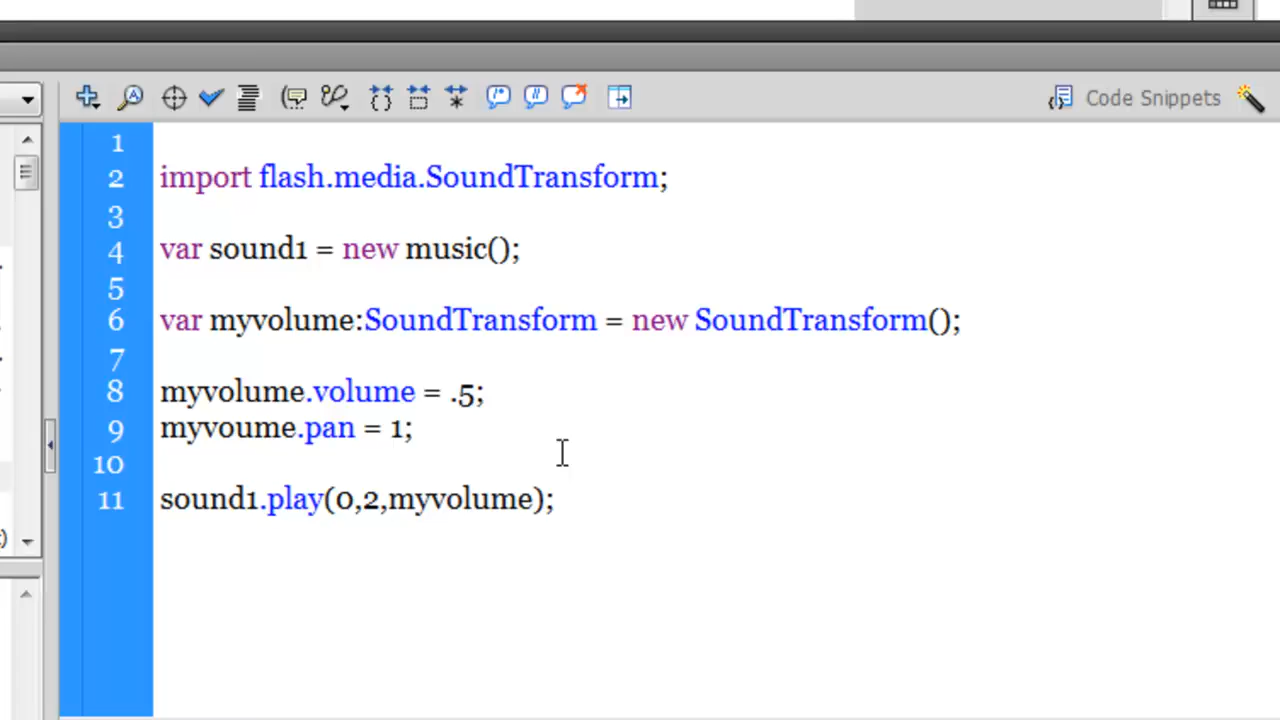 Code Snippets
1
2 import flash.media.SoundTransform;
3
4 var sound1 = new music();
5
6 var myvolume:SoundTransform = new SoundTransform();
7
8 myvolume.volume = .5;
9 myvoume.pan = 1;
10
11 sound1.play(0,2,myvolume);